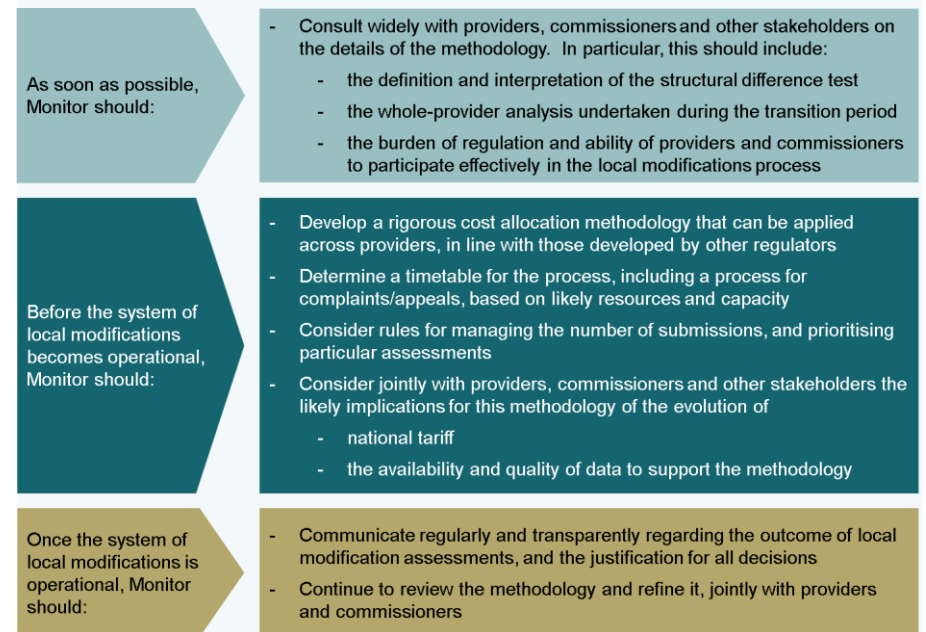 As soon as possible,
Monitor should:
- Consult widely with providers, commissioners and other stakeholders on
the details of the methodology. In particular, this should include:
- the definition and interpretation of the structural difference test
- the whole-provider analysis undertaken during the transition period
- the burden of regulation and ability of providers and commissioners
to participate effectively in the local modifications process
Before the system of
local modifications
becomes operational,
Monitor should:
- Develop a rigorous cost allocation methodology that can be applied
across providers, in line with those developed by other regulators
- Determine a timetable for the process, including a process for
complaints/appeals, based on likely resources and capacity
- Consider rules for managing the number of submissions, and prioritising
particular assessments
- Consider jointly with providers, commissioners and other stakeholders the
likely implications for this methodology of the evolution of
- national tariff
- the availability and quality of data to support the methodology
Once the system of
local modifications is
operational, Monitor
should:
- Communicate regularly and transparently regarding the outcome of local
modification assessments, and the justification for all decisions
- Continue to review the methodology and refine it, jointly with providers
and commissioners